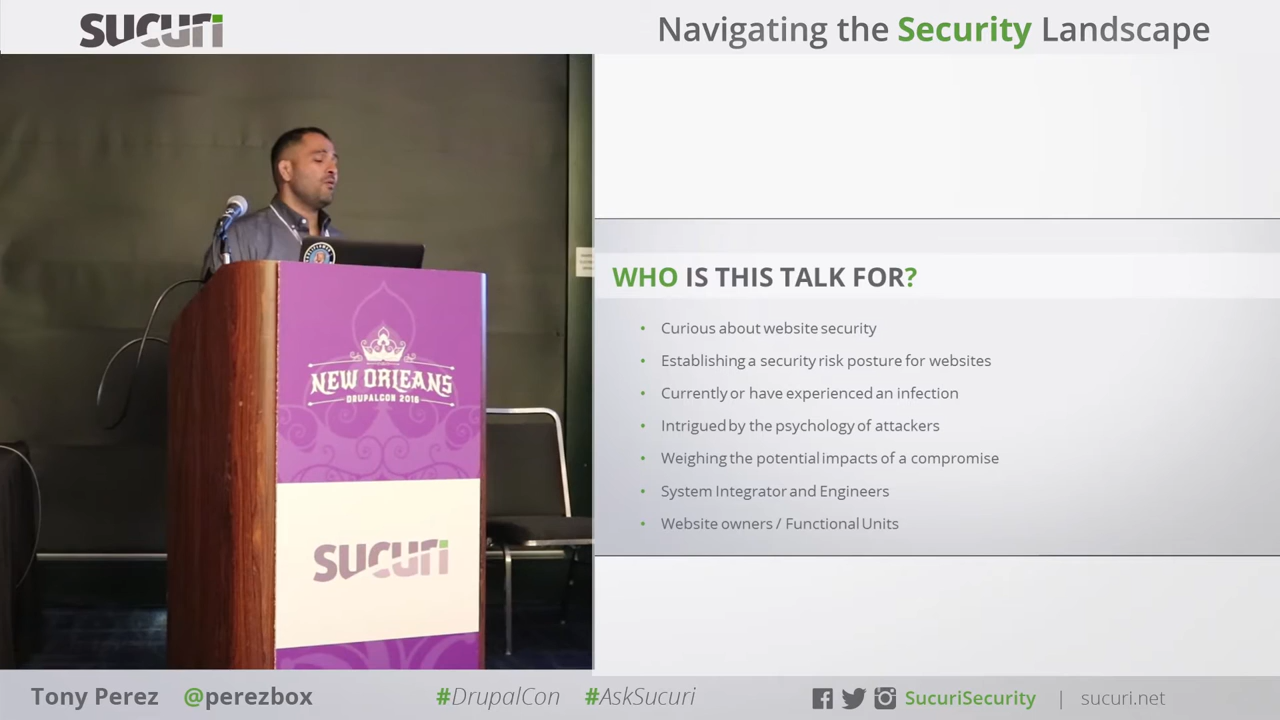 sucuri
Navigating the Security Landscape
NEW ORLEANS
DRUPALCON 2016
sucuri
WHO IS THIS TALK FOR?
• Curious about website security
• Establishing a security risk posture for websites
• Currently or have experienced an infection
• Intrigued by the psychology of attackers
• Weighing the potential impacts of a compromise
• System Integrator and Engineers
• Website owners / Functional Units
Tony Perez @perezbox #DrupalCon #AskSucuri SucuriSecurity | sucuri.net